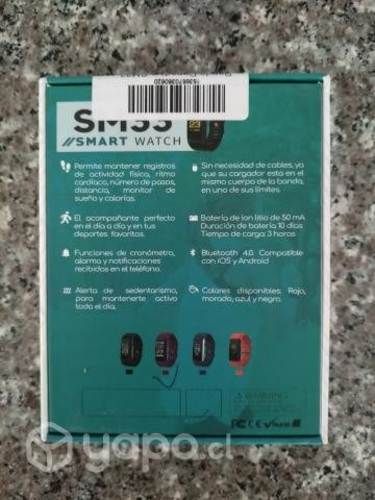 SM33
//SMART WATCH
Permite mantener registros
de actividad física, ritmo
cardíaco, número de pasos,
distancia, monitor de
sueño y calorías.
El acompañante perfecto
en el día a día y en tus
deportes favoritos.
Funciones de cronómetro,
alarma y notificaciones
recibidas en el teléfono.
Alerta de sedentarismo,
para mantenerte activo
todo el día.
Sin necesidad de cables, ya
que su cargador esta en el
mismo cuerpo de la banda,
en uno de sus límites.
Batería de ion litio de 50 mA
Duración de batería 10 días
Tiempo de carga: 3 horas
Bluetooth 4.0. Compatible
con iOS y Android
Colores disponibles: Rojo,
morado, azul y negro.
WARNING
FC CE
yapo.cl